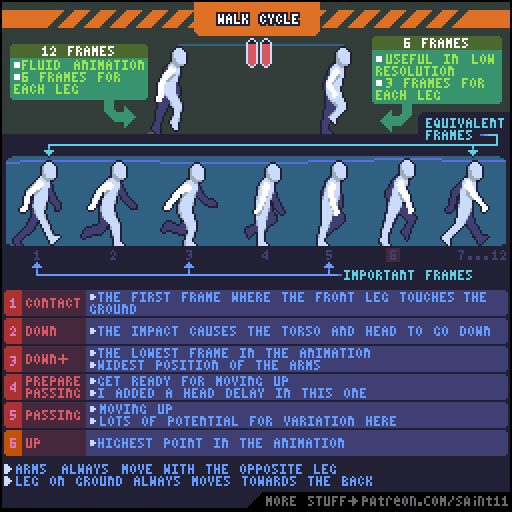 WALK CYCLE
12 FRAMES
FLUID ANIMATION
6 FRAMES FOR
EACH LEG
6 FRAMES
USEFUL IN LOW
RESOLUTION
3 FRAMES FOR
EACH LEG
EQUIVALENT
FRAMES
1 2 3 4 5 6 7...12
IMPORTANT FRAMES
1 CONTACT
THE FIRST FRAME WHERE THE FRONT LEG TOUCHES THE
GROUND
2 DOWN
THE IMPACT CAUSES THE TORSO AND HEAD TO GO DOWN
3 DOWN+
THE LOWEST FRAME IN THE ANIMATION
WIDEST POSITION OF THE ARMS
4 PREPARE
PASSING
GET READY FOR MOVING UP
I ADDED A HEAD DELAY IN THIS ONE
5 PASSING
MOVING UP
LOTS OF POTENTIAL FOR VARIATION HERE
6 UP
HIGHEST POINT IN THE ANIMATION
ARMS ALWAYS MOVE WITH THE OPPOSITE LEG
LEG ON GROUND ALWAYS MOVES TOWARDS THE BACK
MORE STUFF→PATREON.COM/SAINT11